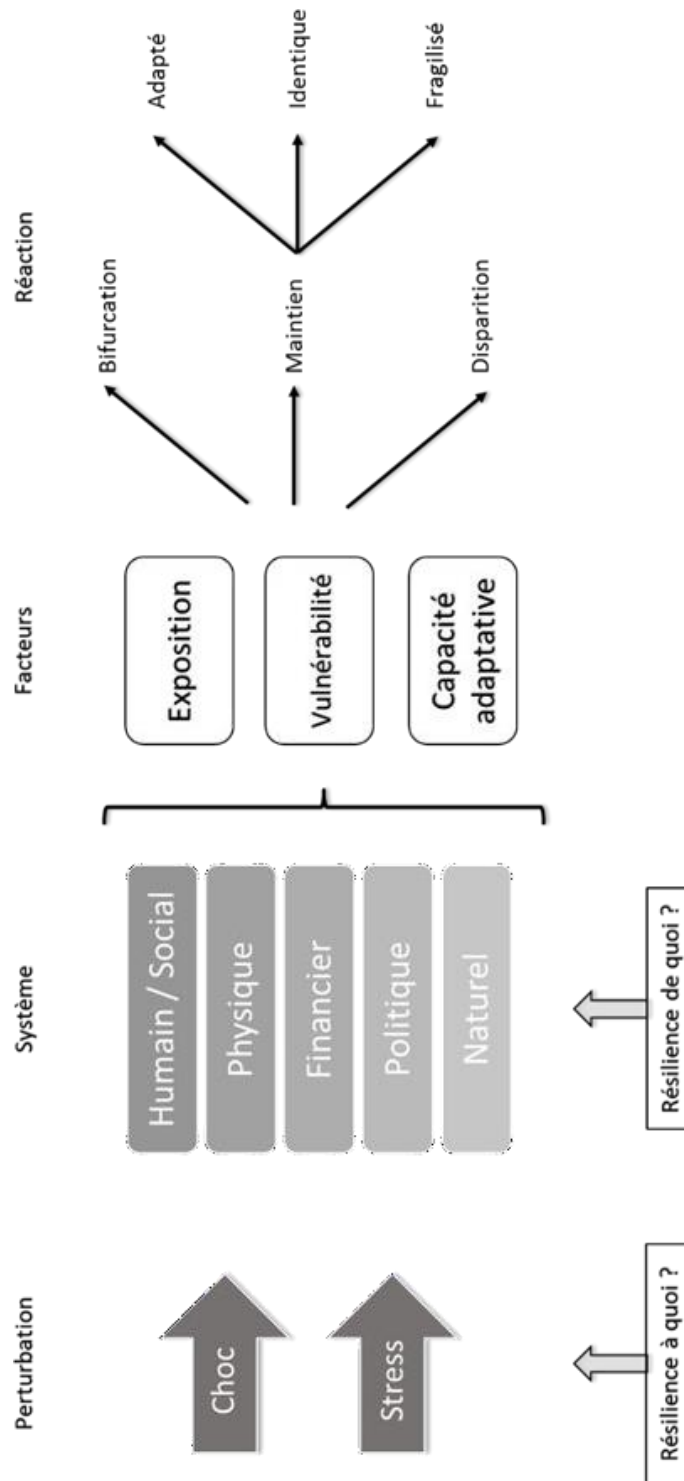 Perturbation
Système
Facteurs
Réaction
Choc
Stress
Humain / Social
Physique
Financier
Politique
Naturel
Exposition
Vulnérabilité
Capacité
adaptative
Bifurcation
Maintien
Disparition
Adapté
Identique
Fragilisé
Résilience à quoi ?
Résilience de quoi ?